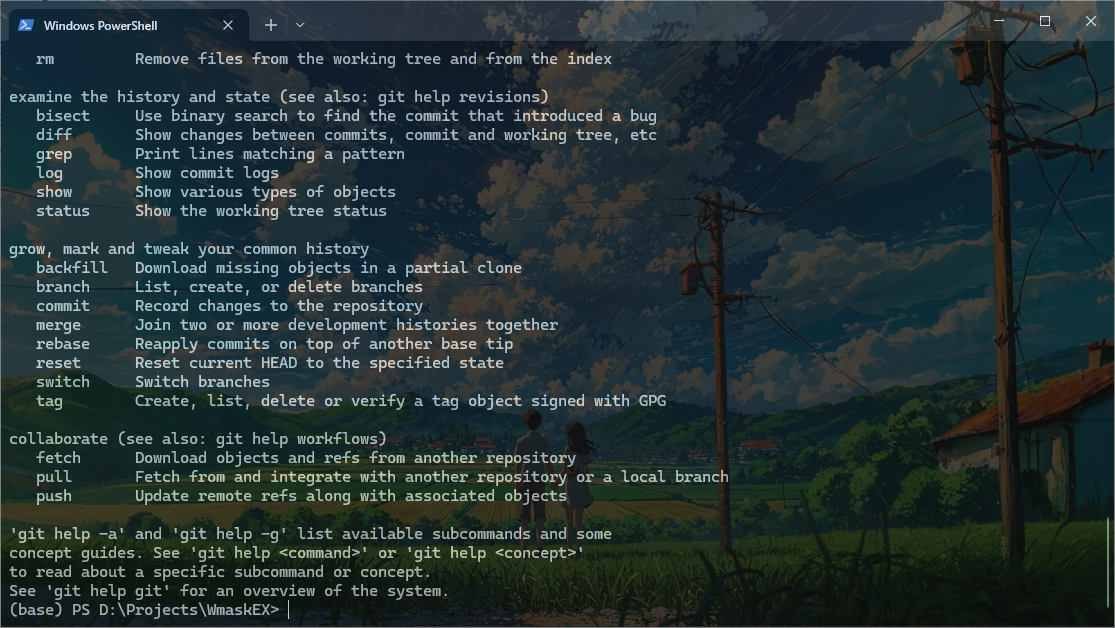 Windows PowerShell
rm Remove files from the working tree and from the index
examine the history and state (see also: git help revisions)
bisect Use binary search to find the commit that introduced a bug
diff Show changes between commits, commit and working tree, etc
grep Print lines matching a pattern
log Show commit logs
show Show various types of objects
status Show the working tree status
grow, mark and tweak your common history
backfill Download missing objects in a partial clone
branch List, create, or delete branches
commit Record changes to the repository
merge Join two or more development histories together
rebase Reapply commits on top of another base tip
reset Reset current HEAD to the specified state
switch Switch branches
tag Create, list, delete or verify a tag object signed with GPG
collaborate (see also: git help workflows)
fetch Download objects and refs from another repository
pull Fetch from and integrate with another repository or a local branch
push Update remote refs along with associated objects
'git help -a' and 'git help -g' list available subcommands and some
concept guides. See 'git help <command>' or 'git help <concept>'
to read about a specific subcommand or concept.
See 'git help git' for an overview of the system.
(base) PS D:\Projects\WmaskEX>